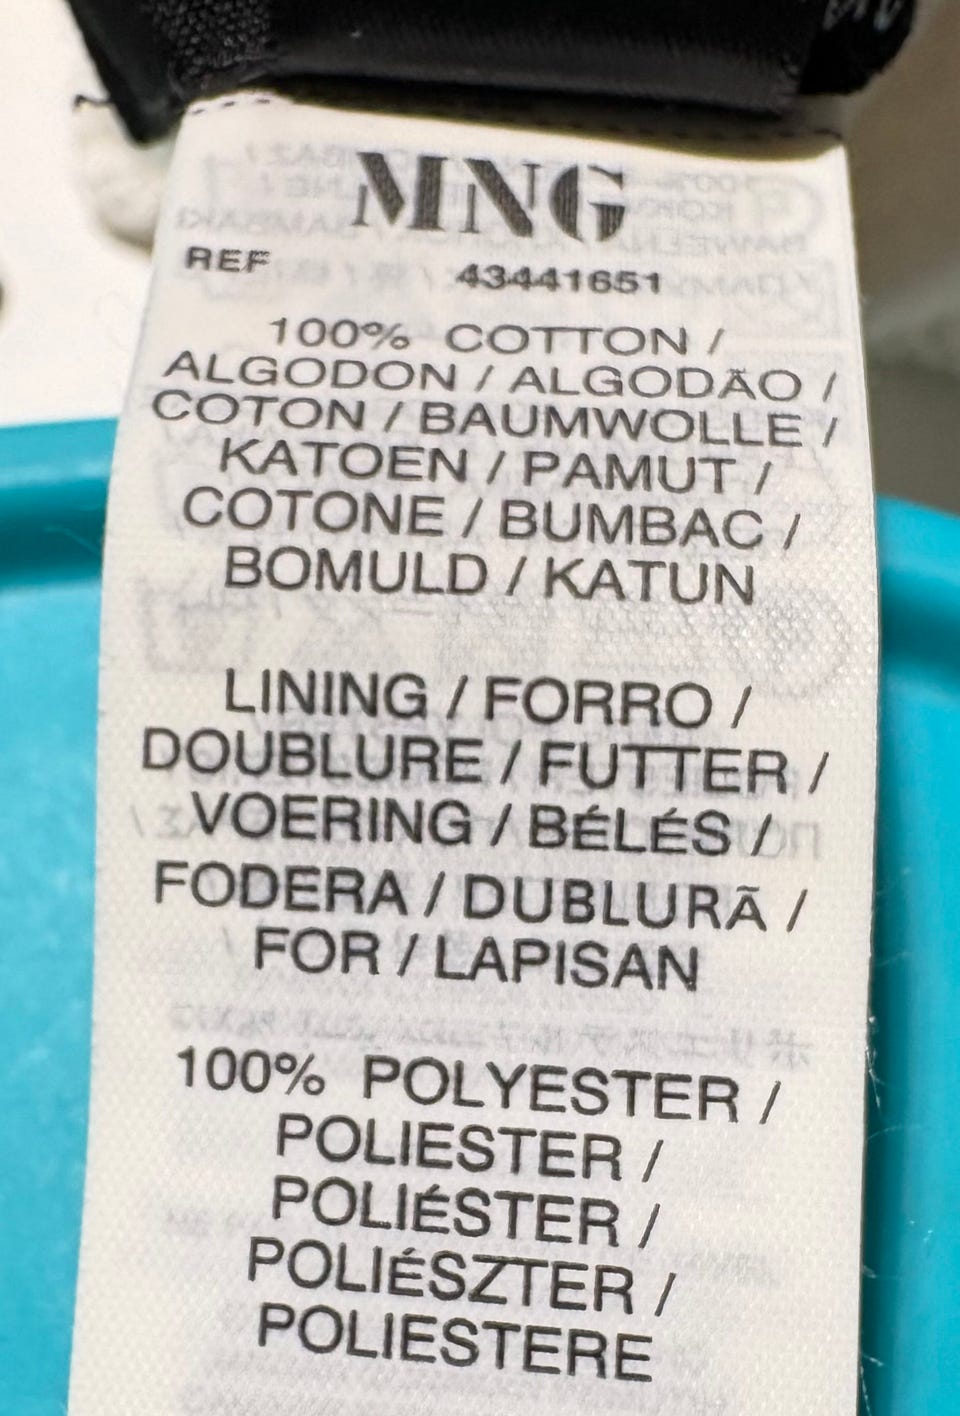 MNG
REF 43441651
100% COTTON /
ALGODON / ALGODÃO /
COTON / BAUMWOLLE /
KATOEN / PAMUT /
COTONE / BUMBAC /
BOMULD / KATUN
LINING / FORRO /
DOUBLURE / FUTTER /
VOERING / BÉLÉS /
FODERA / DUBLURÃ /
FOR / LAPISAN
100% POLYESTER /
POLIESTER /
POLIÉSTER /
POLIÉSZTER /
POLIESTERE